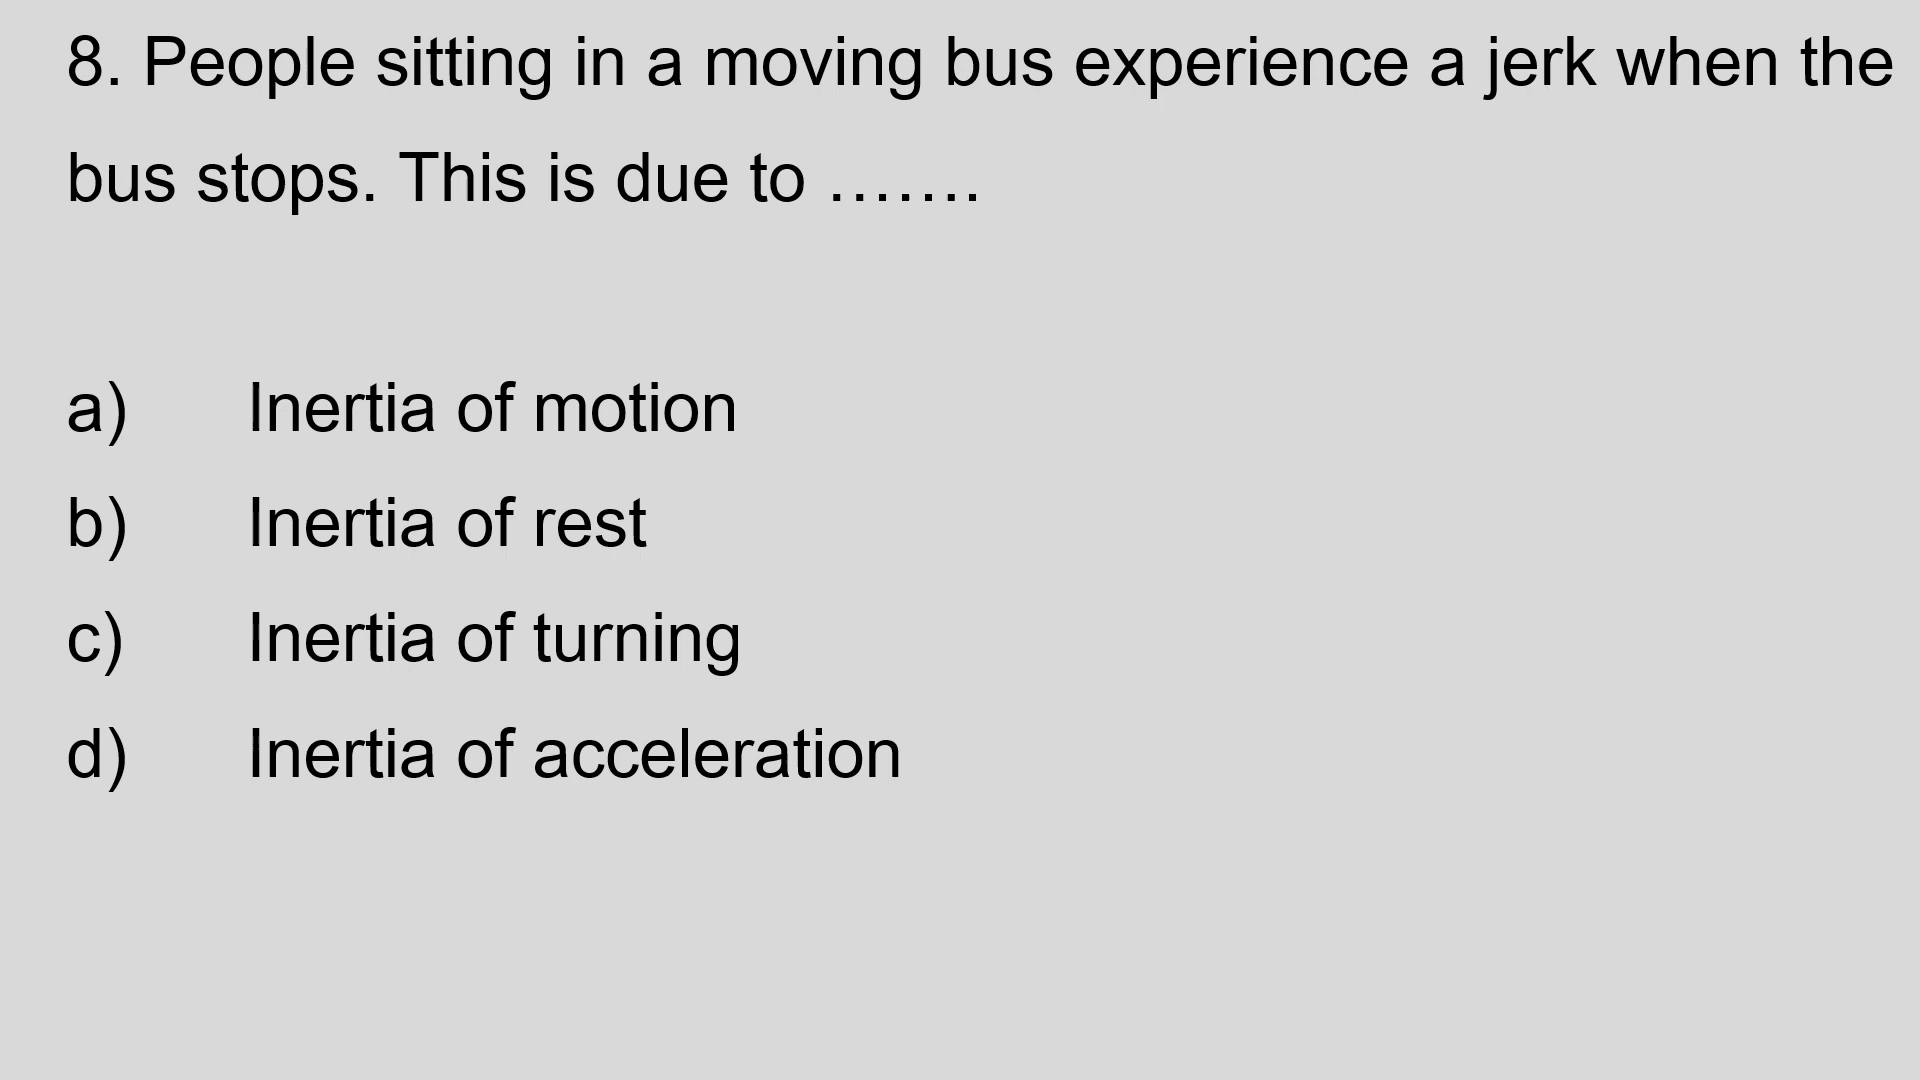 8. People sitting in a moving bus experience a jerk when the
bus stops. This is due to …….
a) Inertia of motion
b) Inertia of rest
c) Inertia of turning
d) Inertia of acceleration